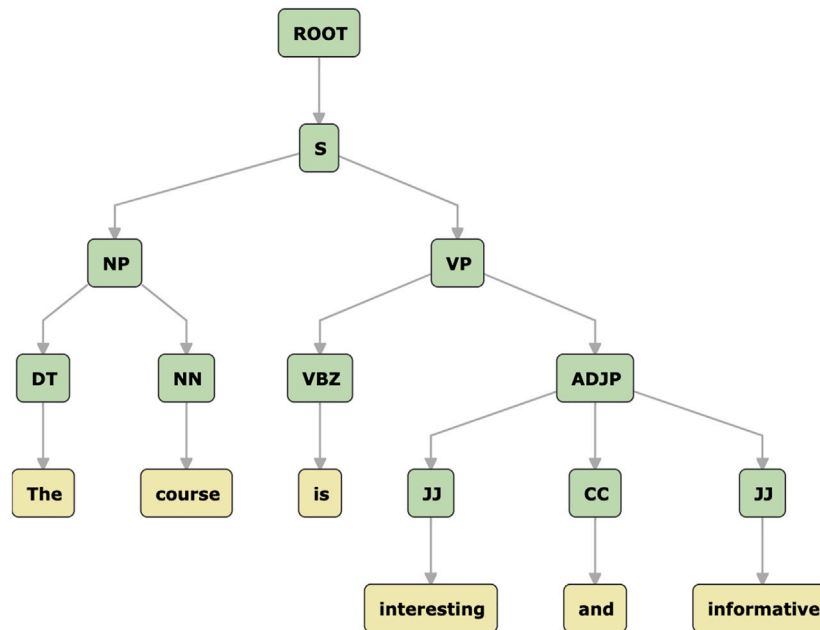 ROOT
S
NP VP
DT NN VBZ ADJP
The course is JJ CC JJ
interesting and informative